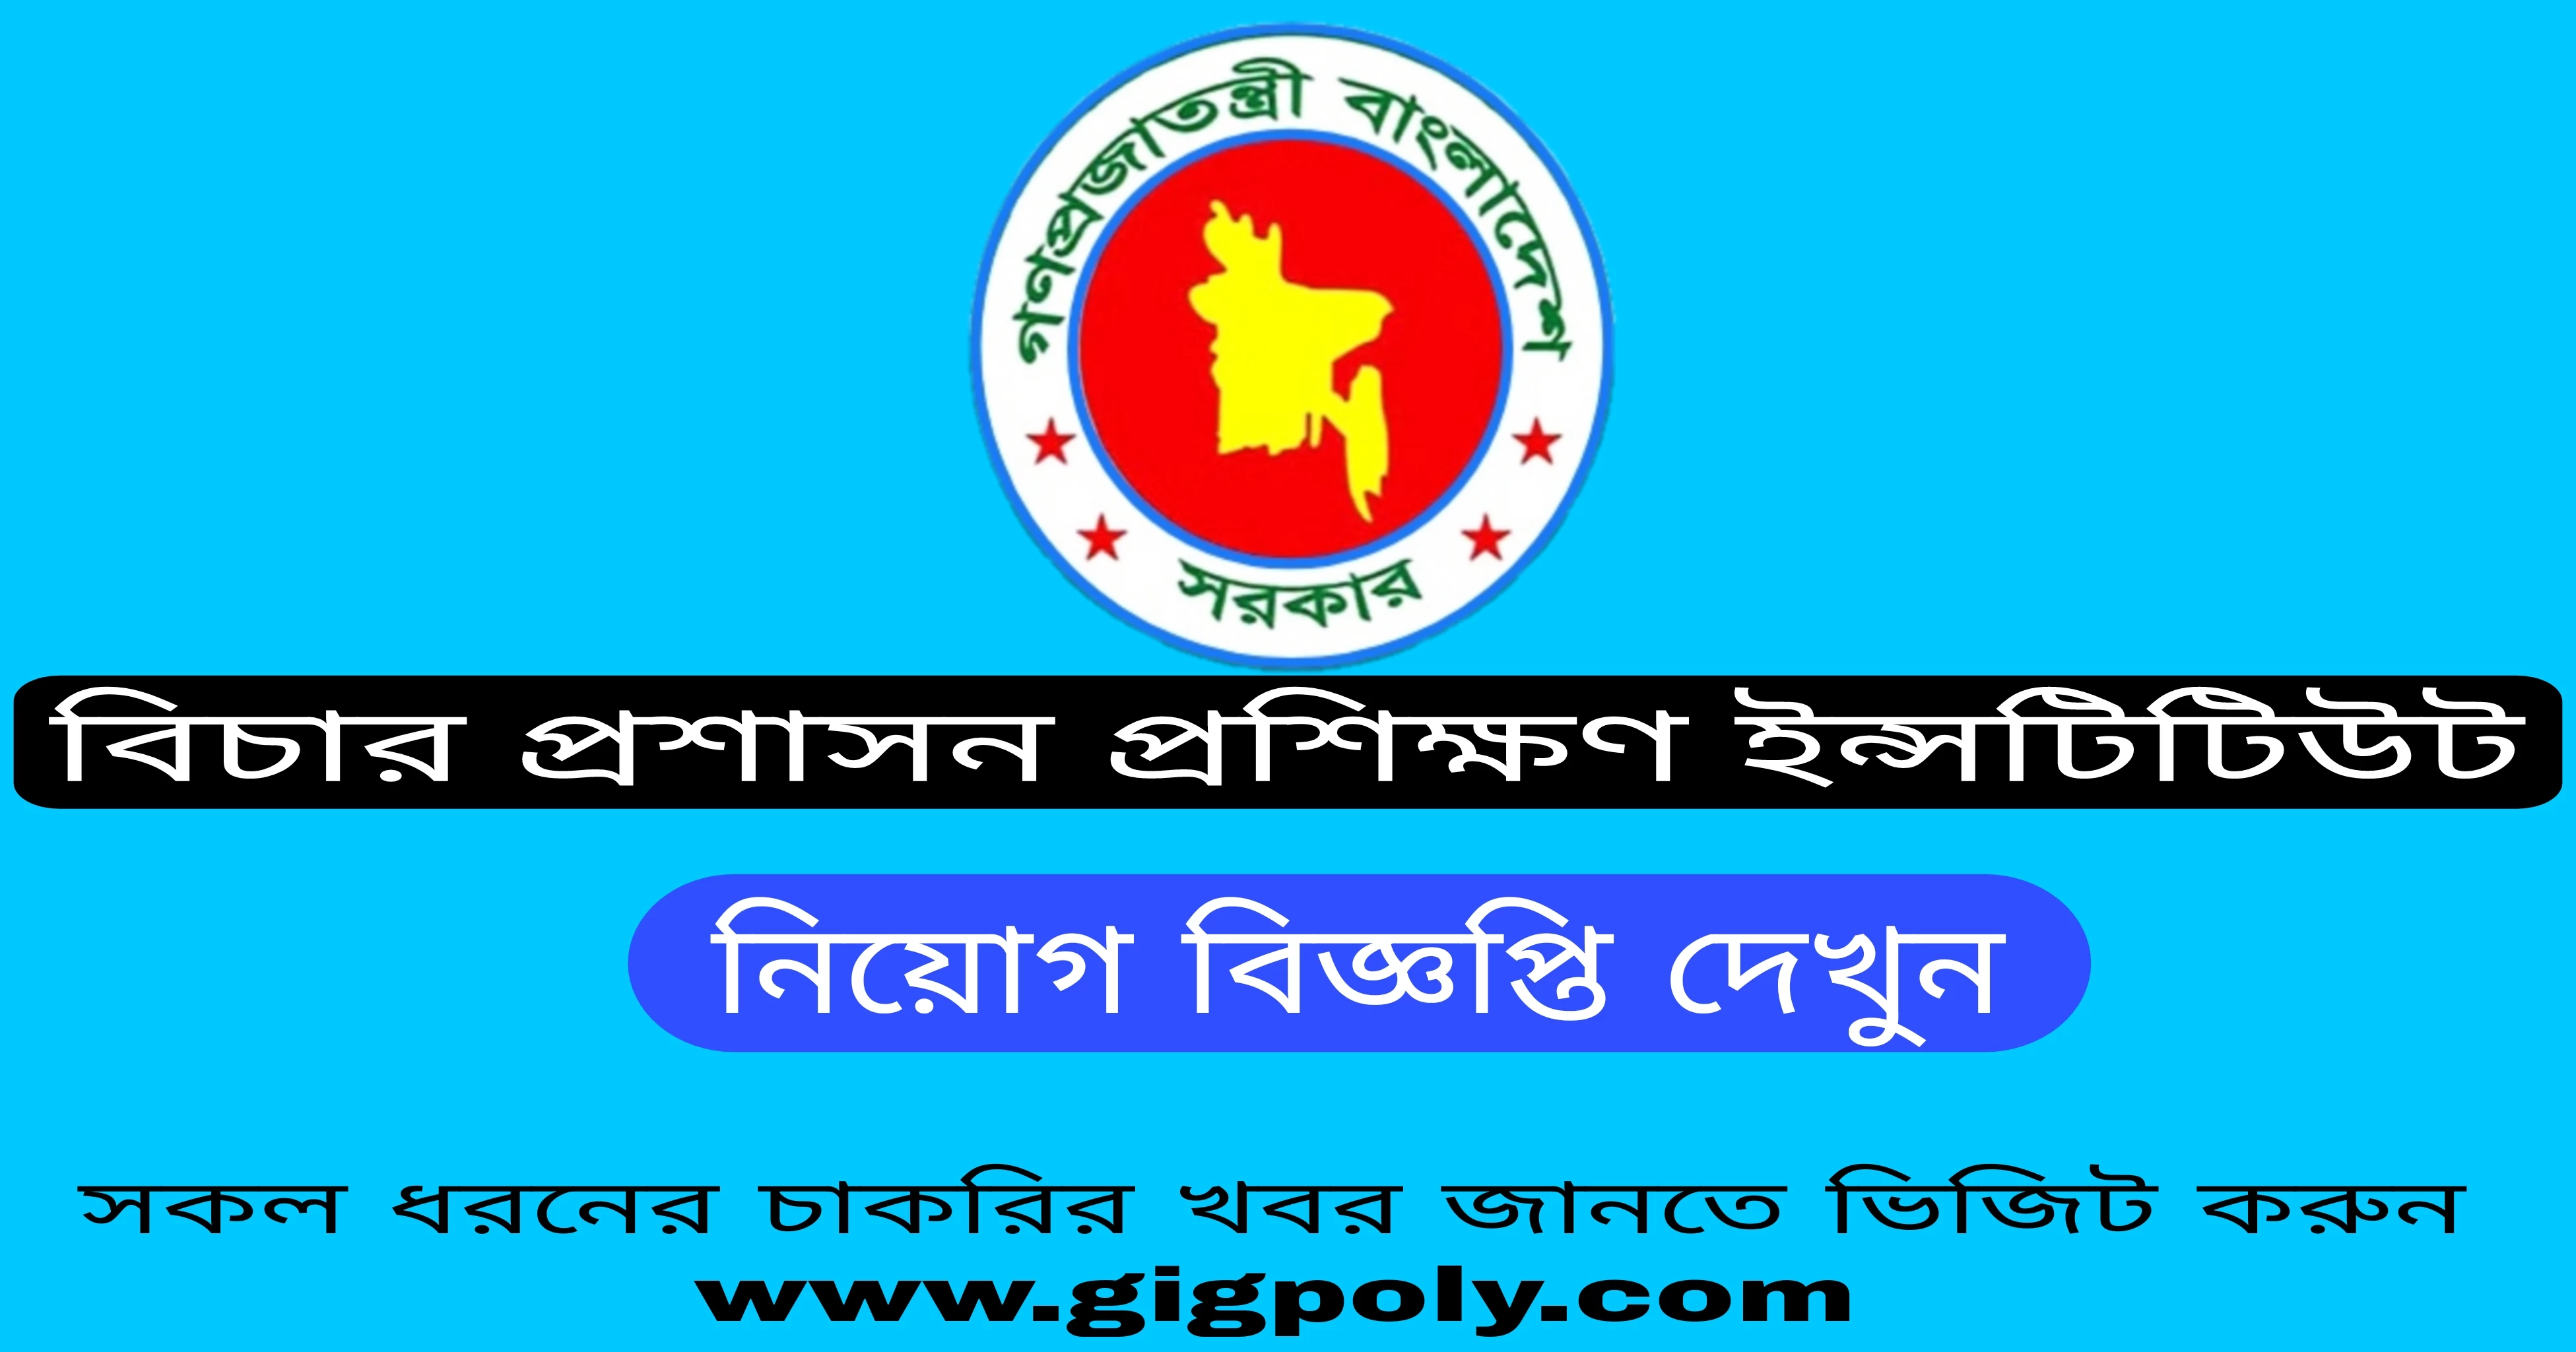 গণপ্রজাতন্ত্রী বাংলাদেশ
সরকার
বিচার প্রশাসন প্রশিক্ষণ ইন্সটিটিউট
নিয়োগ বিজ্ঞপ্তি দেখুন
সকল ধরনের চাকরির খবর জানতে ভিজিট করুন
www.gigpoly.com